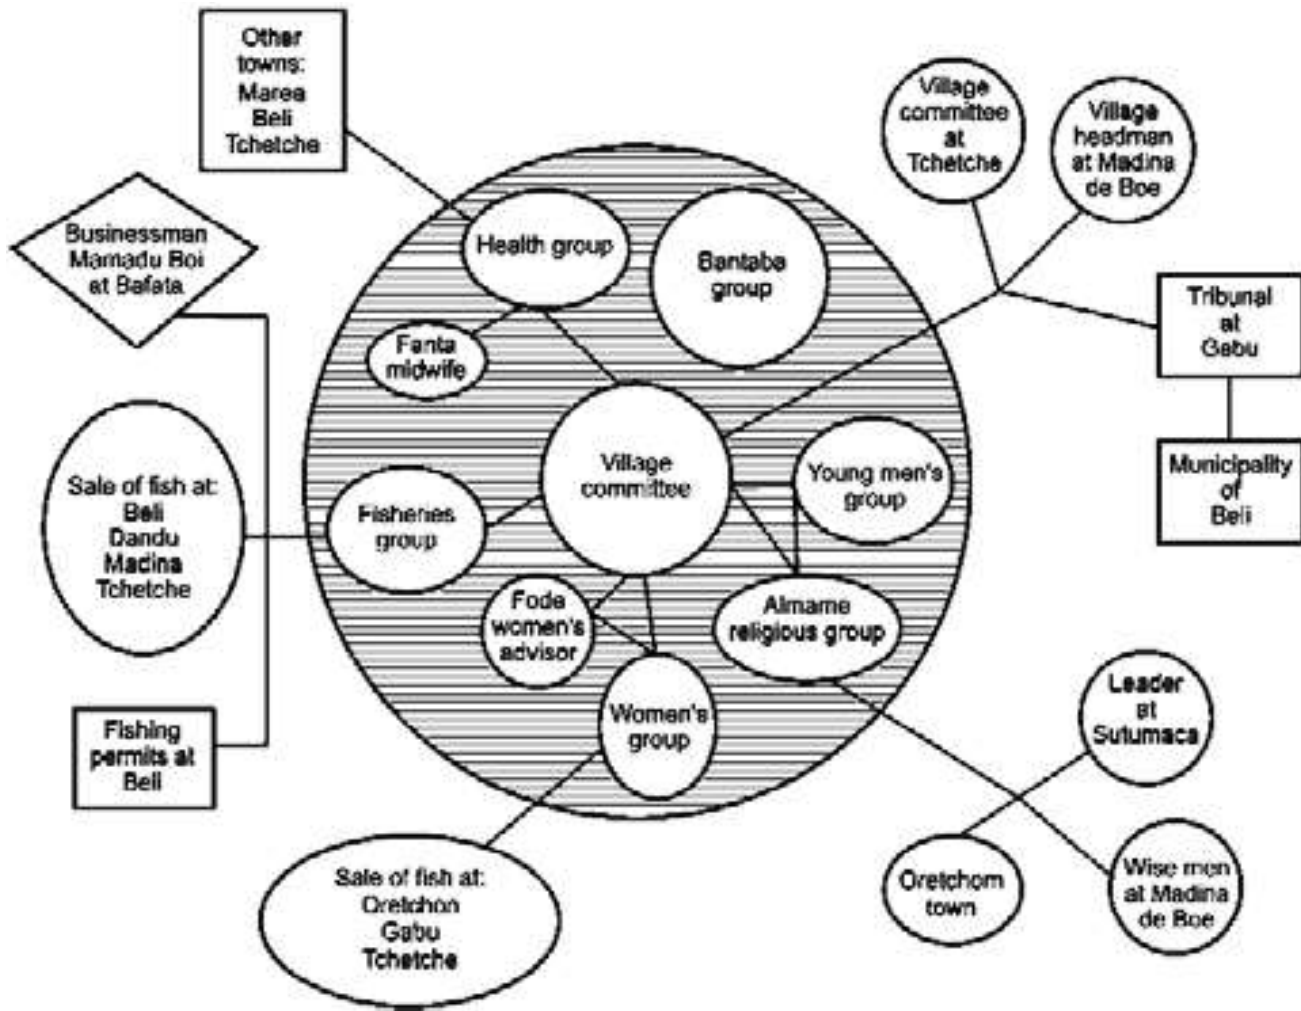 Other
towns:
Marea
Beli
Tchetche
Village
committee
at
Tchetche
Village
headman
at Madina
de Boe
Businessman
Mamadu Boi
at Bafata
Health group
Bantaba
group
Tribunal
at
Gabu
Fanta
midwife
Village
committee
Young men's
group
Municipality
of
Beli
Sale of fish at:
Beli
Dandu
Madina
Tchetche
Fisheries
group
Fode
women's
advisor
Almame
religious group
Women's
group
Leader
at
Sutumaca
Fishing
permits at
Beli
Sale of fish at:
Oretchon
Gabu
Tchetche
Oretchom
town
Wise men
at Madina
de Boe